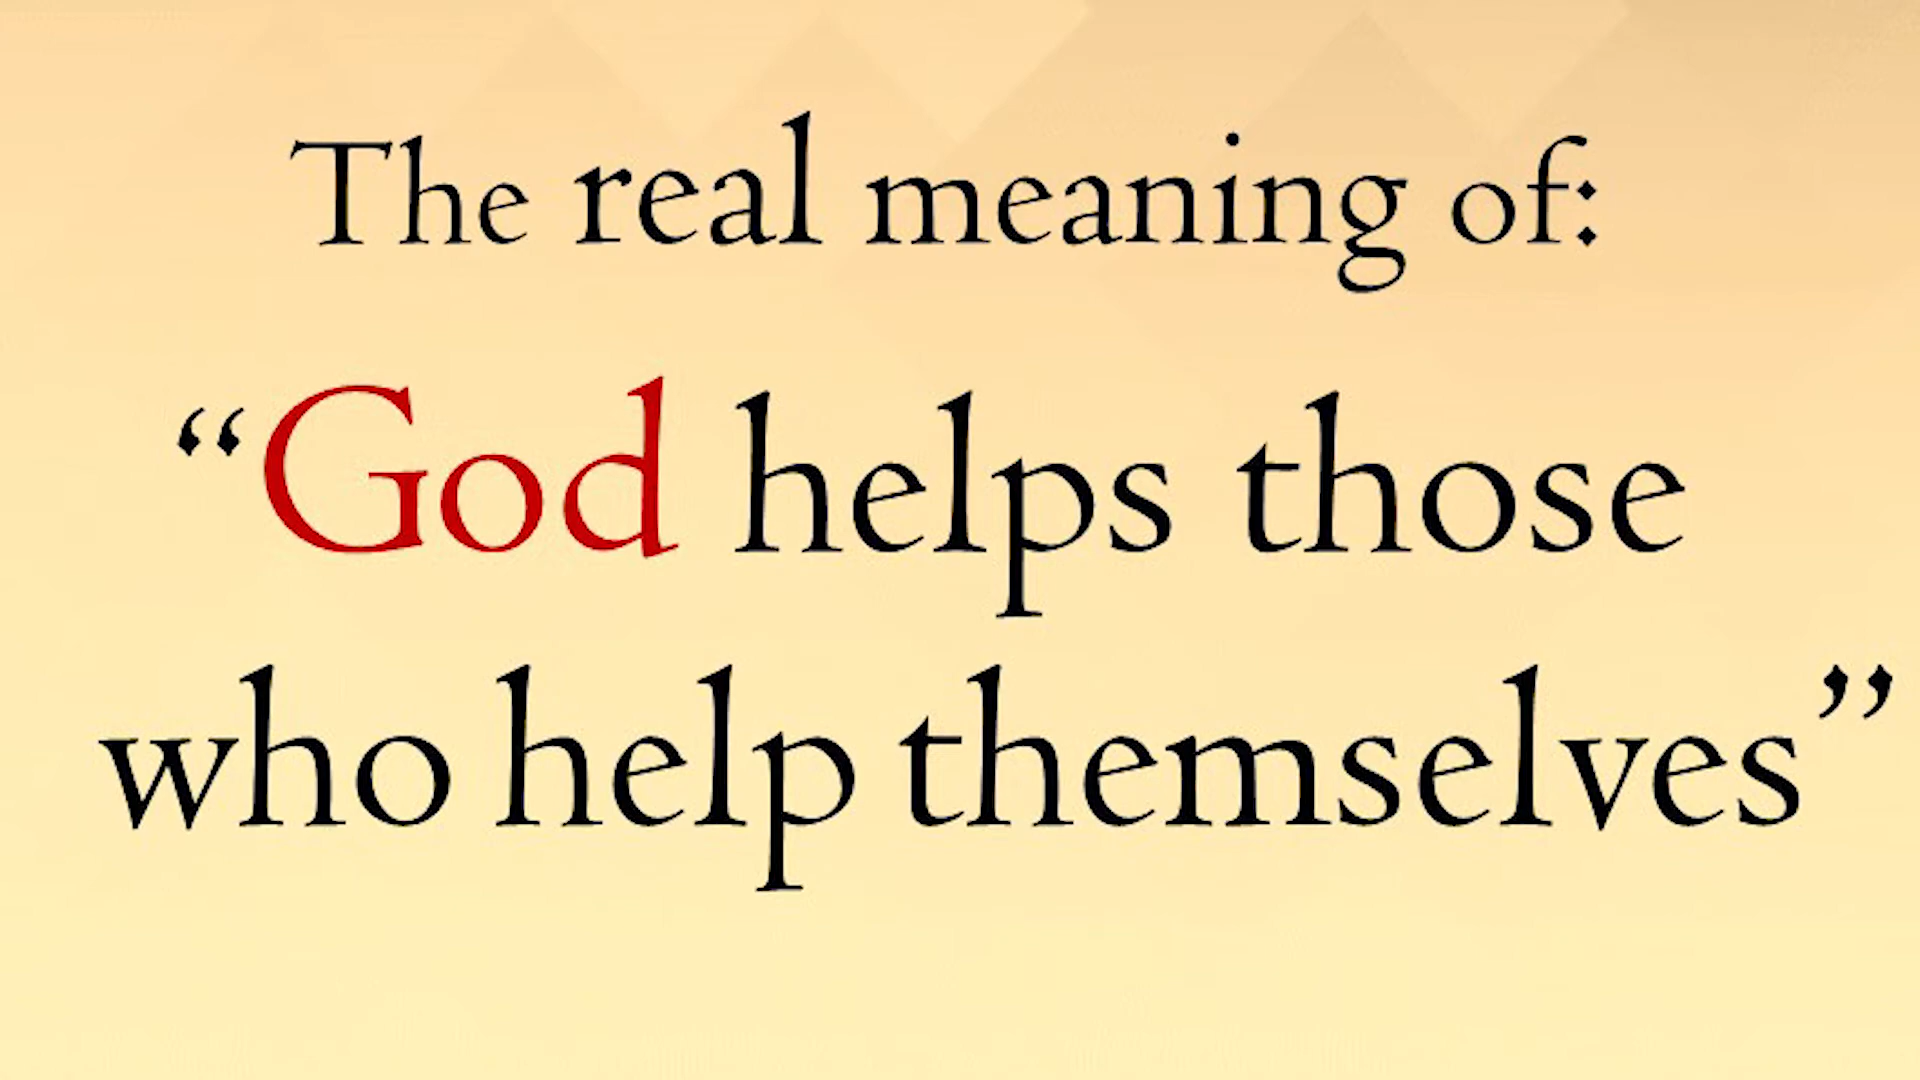 The real meaning of:
“God helps those
who help themselves”